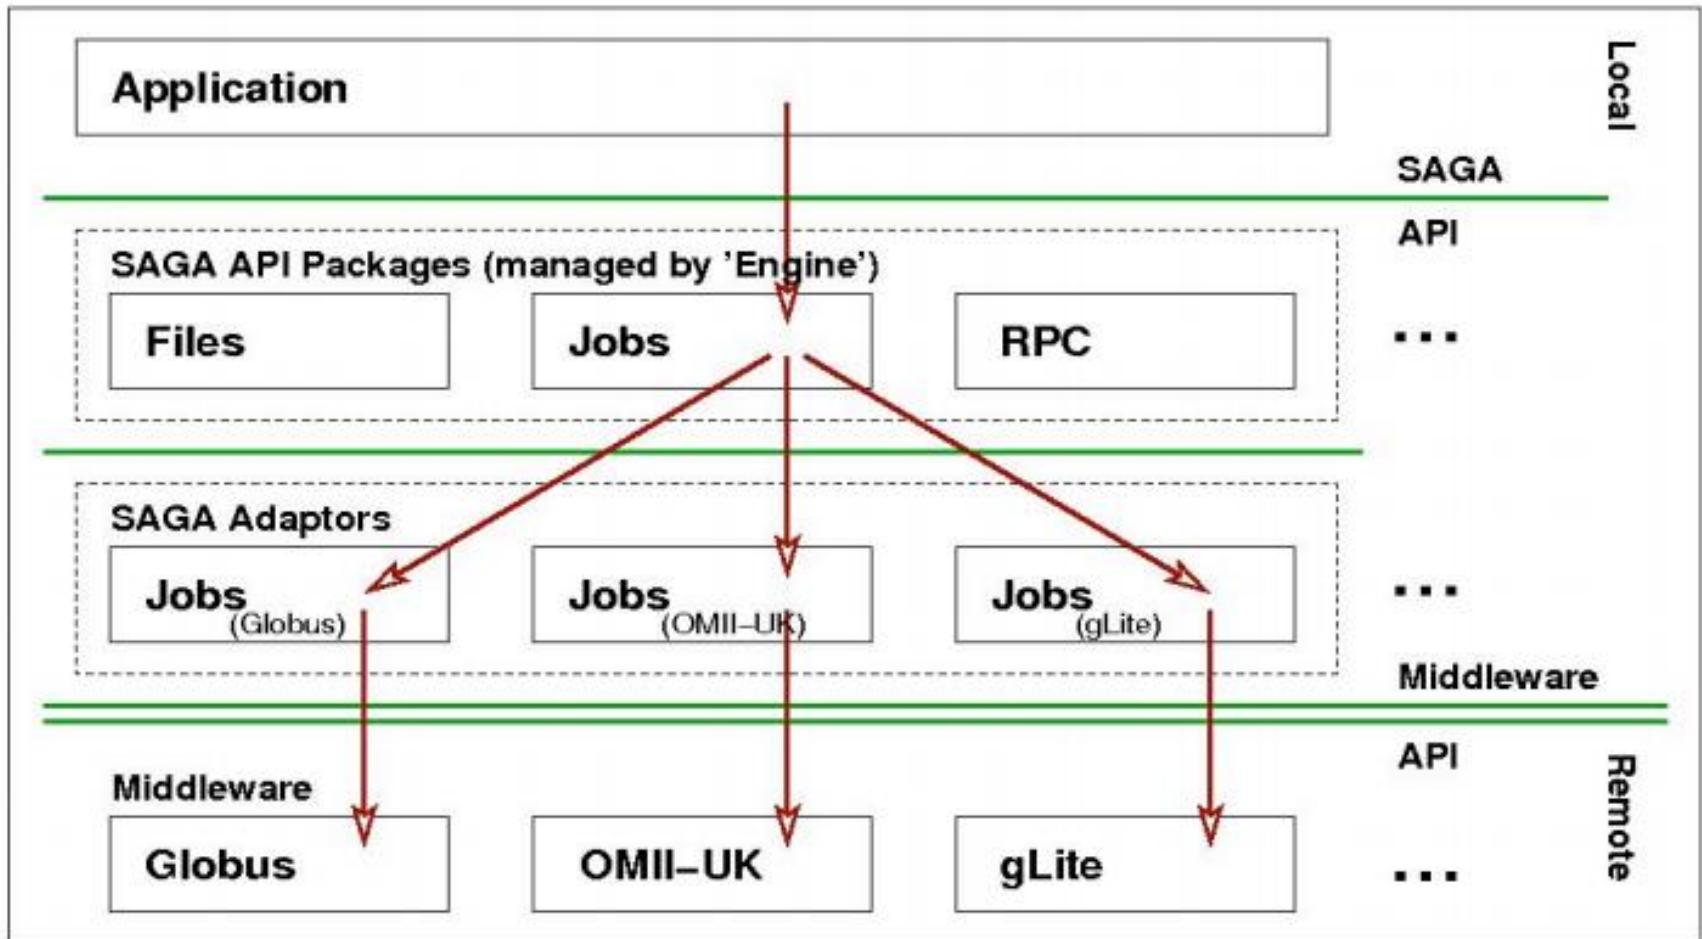 Application
Local
SAGA
API
SAGA API Packages (managed by 'Engine')
Files
Jobs
RPC
...
SAGA Adaptors
Jobs
(Globus)
Jobs
(OMII-UK)
Jobs
(gLite)
...
Middleware
API
Remote
Middleware
Globus
OMII-UK
gLite
...